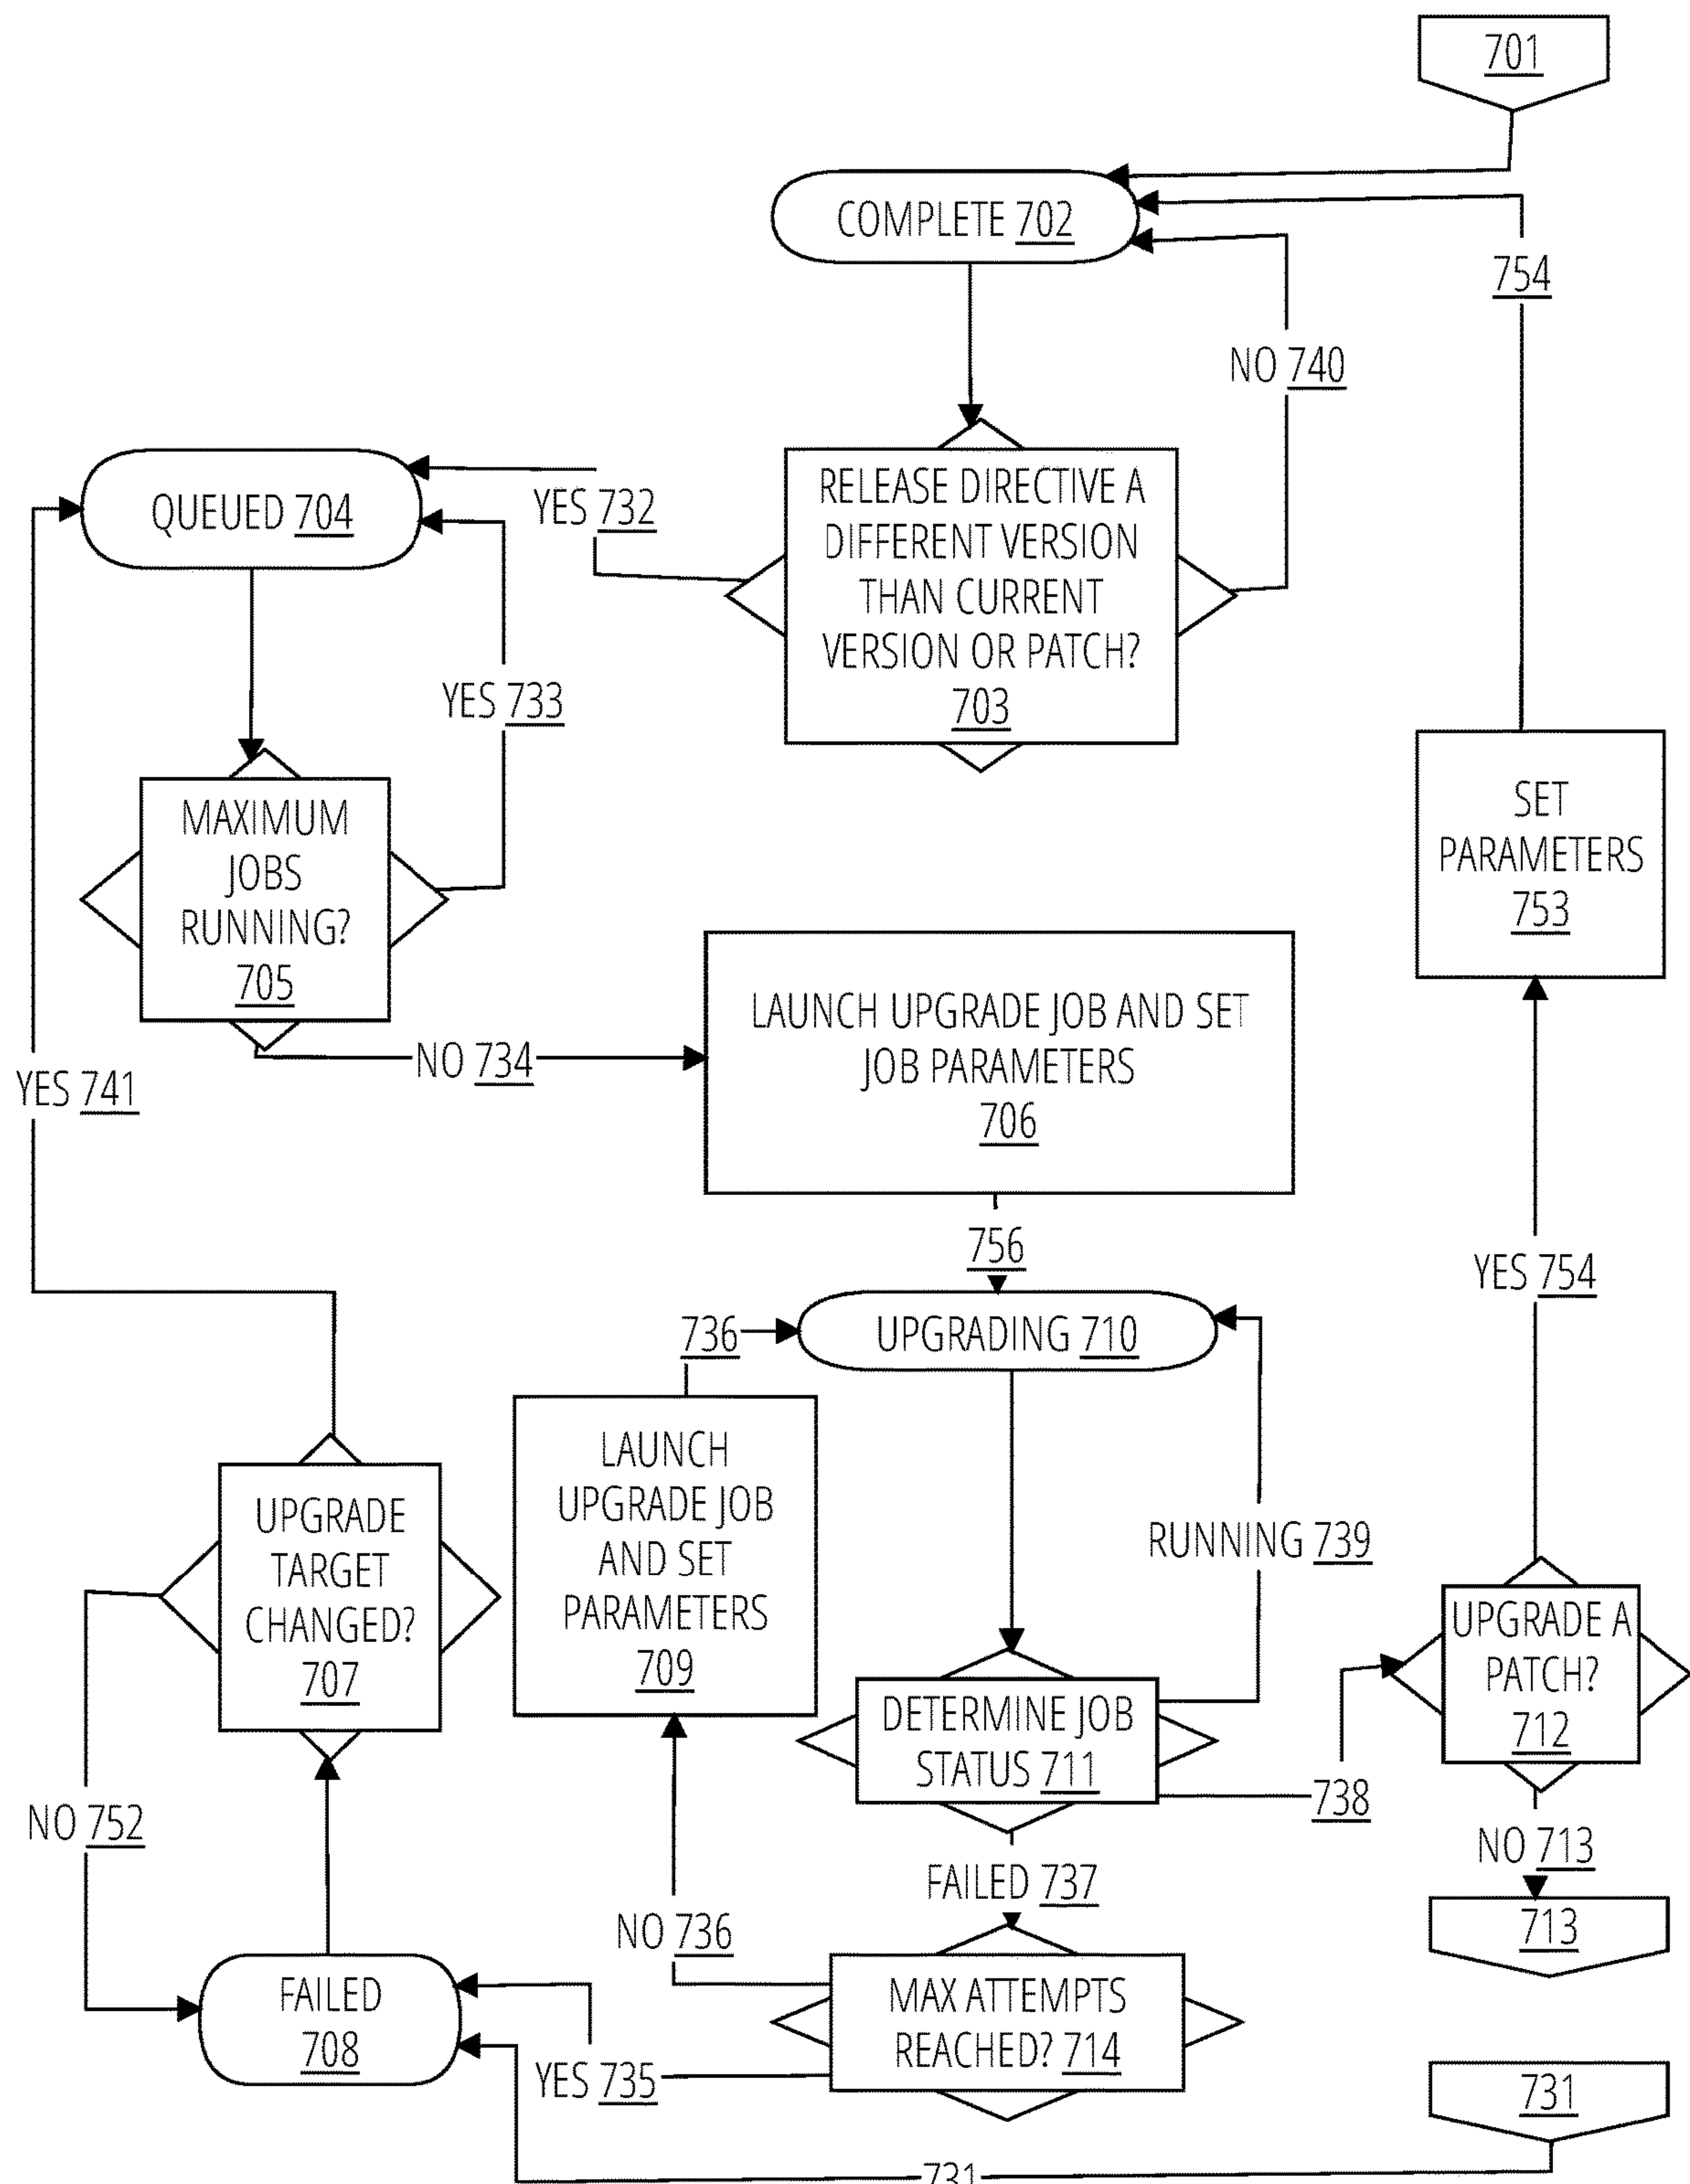 701
COMPLETE 702
754
NO 740
RELEASE DIRECTIVE A
DIFFERENT VERSION
THAN CURRENT
VERSION OR PATCH?
703
YES 732
QUEUED 704
YES 733
MAXIMUM
JOBS
RUNNING?
705
SET
PARAMETERS
753
LAUNCH UPGRADE JOB AND SET
JOB PARAMETERS
706
NO 734
YES 741
756
YES 754
736
UPGRADING 710
LAUNCH
UPGRADE JOB
AND SET
PARAMETERS
709
UPGRADE
TARGET
CHANGED?
707
RUNNING 739
UPGRADE A
PATCH?
712
DETERMINE JOB
STATUS 711
738
NO 752
NO 713
FAILED 737
713
NO 736
FAILED
708
MAX ATTEMPTS
REACHED? 714
YES 735
731
731